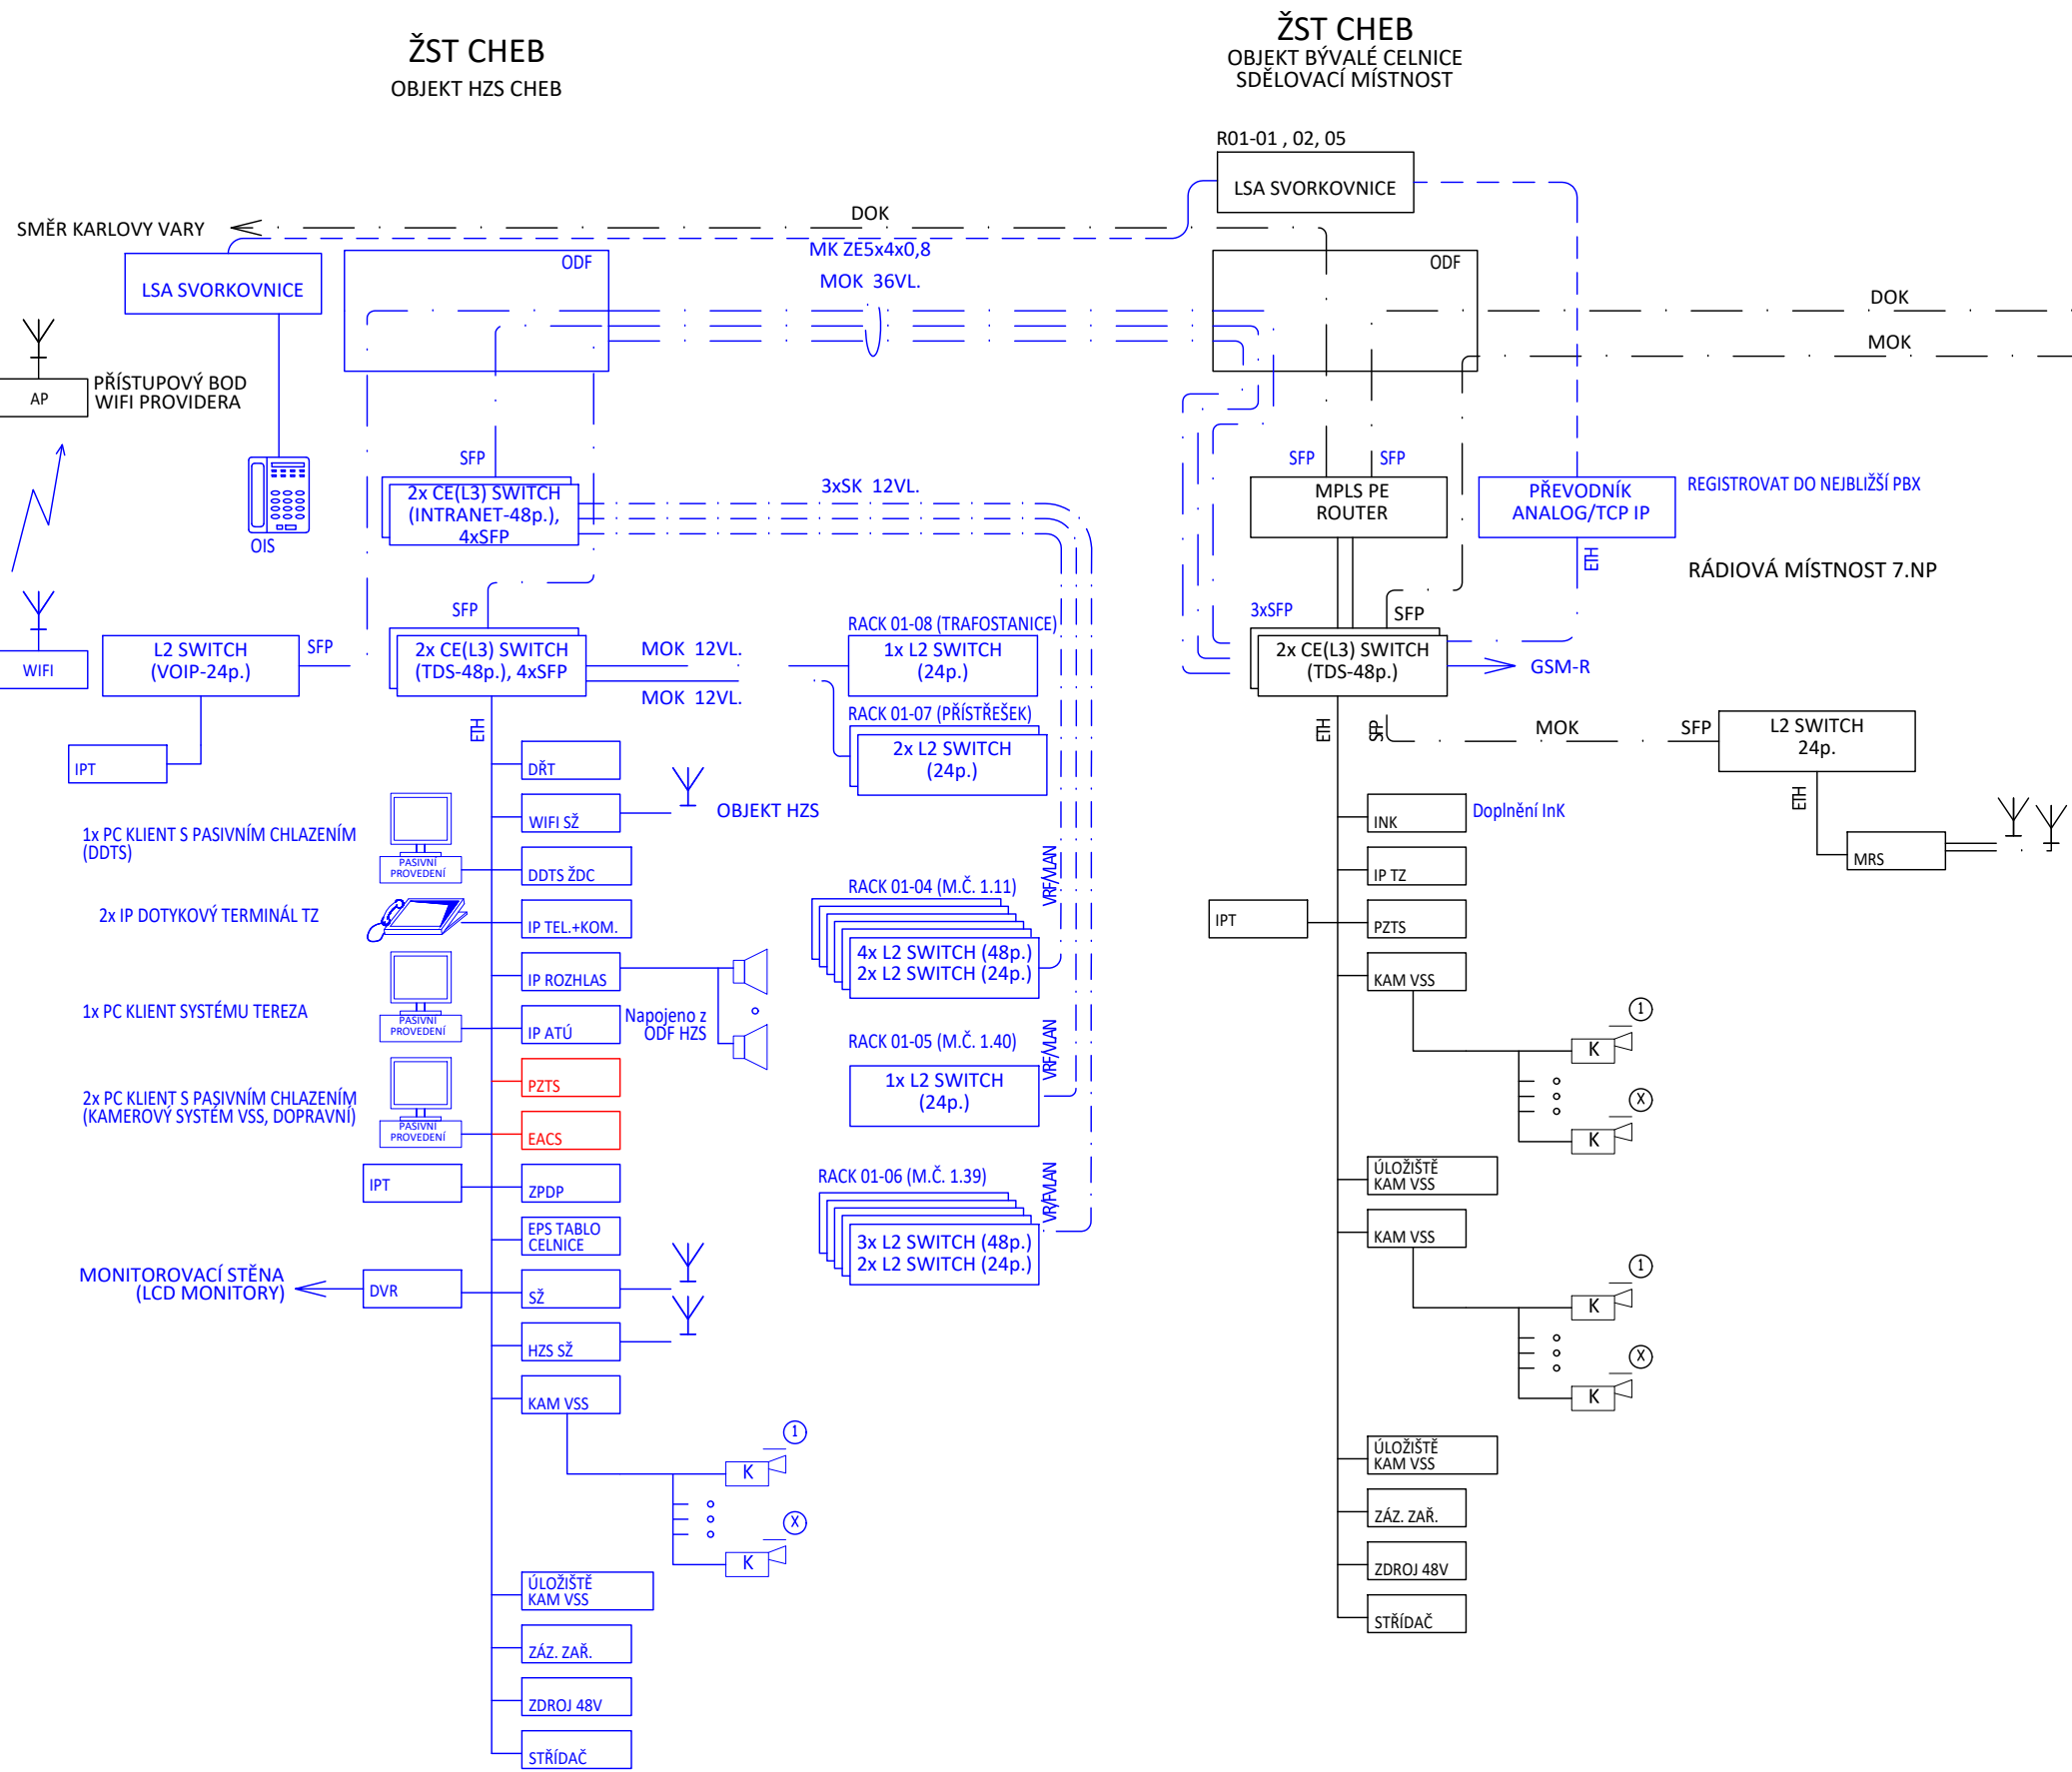 ŽST CHEB
OBJEKT HZS CHEB
ŽST CHEB
OBJEKT BÝVALÉ CELNICE
SDĚLOVACÍ MÍSTNOST
R01-01 , 02, 05
LSA SVORKOVNICE
DOK
SMĚR KARLOVY VARY
MK ZE5x4x0,8
MOK 36VL.
ODF
ODF
LSA SVORKOVNICE
DOK
MOK
PŘÍSTUPOVÝ BOD
WIFI PROVIDERA
AP
SFP
SFP
SFP
2x CE(L3) SWITCH
(INTRANET-48p.),
4xSFP
3xSK 12VL.
MPLS PE
ROUTER
PŘEVODNÍK
ANALOG/TCP IP
REGISTROVAT DO NEJBLIŽŠÍ PBX
OIS
ETH
RÁDIOVÁ MÍSTNOST 7.NP
SFP
3xSFP
SFP
RACK 01-08 (TRAFOSTANICE)
L2 SWITCH
(VOIP-24p.)
SFP
2x CE(L3) SWITCH
(TDS-48p.), 4xSFP
MOK 12VL.
MOK 12VL.
1x L2 SWITCH
(24p.)
2x CE(L3) SWITCH
(TDS-48p.)
GSM-R
WIFI
RACK 01-07 (PŘÍSTŘEŠEK)
2x L2 SWITCH
(24p.)
ETH
ETH
SFP
MOK
SFP
L2 SWITCH
24p.
ETH
MRS
IPT
DŘT
WIFI SŽ
OBJEKT HZS
1x PC KLIENT S PASIVNÍM CHLAZENÍM
(DDTS)
PASIVNÍ
PROVEDENÍ
DDTS ŽDC
2x IP DOTYKOVÝ TERMINÁL TZ
IP TEL.+KOM.
IP ROZHLAS
1x PC KLIENT SYSTÉMU TEREZA
PASIVNÍ
PROVEDENÍ
IP ATÚ
Napojeno z
ODF HZS
PZTS
2x PC KLIENT S PASIVNÍM CHLAZENÍM
(KAMEROVÝ SYSTÉM VSS, DOPRAVNÍ)
PASIVNÍ
PROVEDENÍ
EACS
IPT
ZPDP
EPS TABLO
CELNICE
MONITOROVACÍ STĚNA
(LCD MONITORY)
DVR
SŽ
HZS SŽ
KAM VSS
1
K
X
K
ÚLOŽIŠTĚ
KAM VSS
ZÁZ. ZAŘ.
ZDROJ 48V
STŘÍDAČ
RACK 01-04 (M.Č. 1.11)
VRF/VLAN
4x L2 SWITCH (48p.)
2x L2 SWITCH (24p.)
RACK 01-05 (M.Č. 1.40)
VRF/VLAN
1x L2 SWITCH
(24p.)
RACK 01-06 (M.Č. 1.39)
3x L2 SWITCH (48p.)
2x L2 SWITCH (24p.)
INK
Doplnění InK
IP TZ
IPT
PZTS
KAM VSS
1
K
X
K
ÚLOŽIŠTĚ
KAM VSS
KAM VSS
1
K
X
K
ÚLOŽIŠTĚ
KAM VSS
ZÁZ. ZAŘ.
ZDROJ 48V
STŘÍDAČ